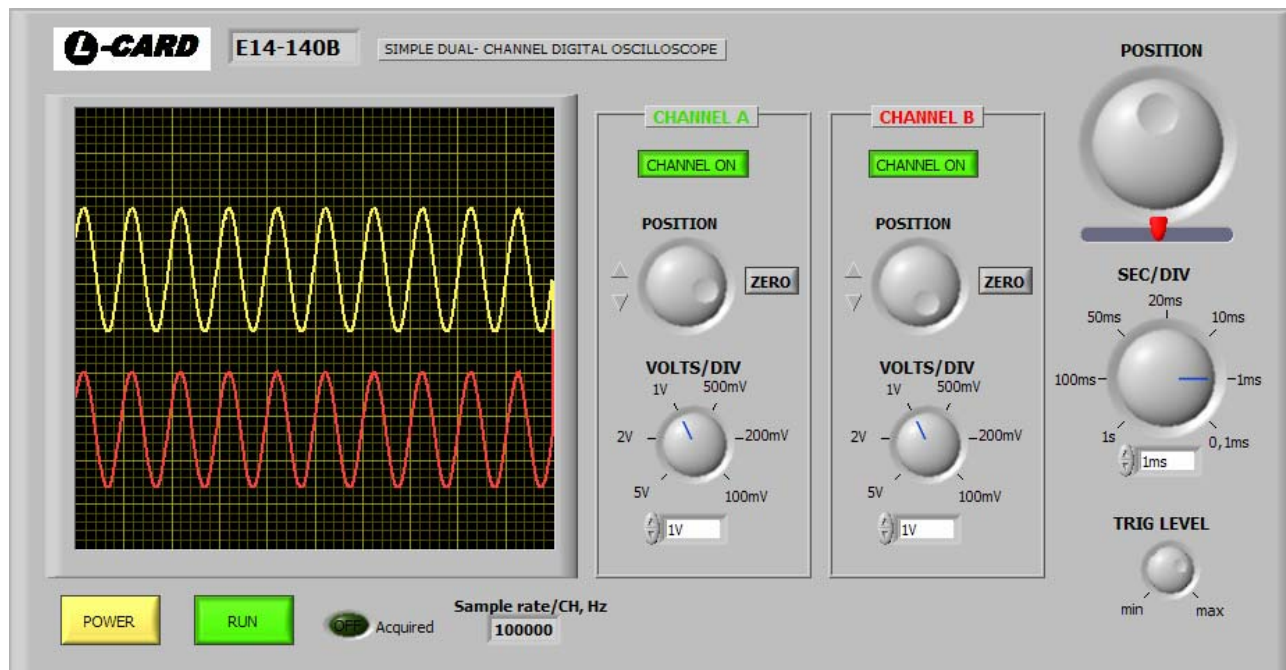 L-CARD
E14-140B
SIMPLE DUAL- CHANNEL DIGITAL OSCILLOSCOPE
CHANNEL A
CHANNEL ON
POSITION
ZERO
VOLTS/DIV
1V
500mV
2V
200mV
5V
100mV
1V
CHANNEL B
CHANNEL ON
POSITION
ZERO
VOLTS/DIV
1V
500mV
2V
200mV
5V
100mV
1V
POSITION
SEC/DIV
20ms
50ms
10ms
100ms
1ms
1s
0,1ms
1ms
TRIG LEVEL
min
max
POWER
RUN
OFF
Acquired
Sample rate/CH, Hz
100000